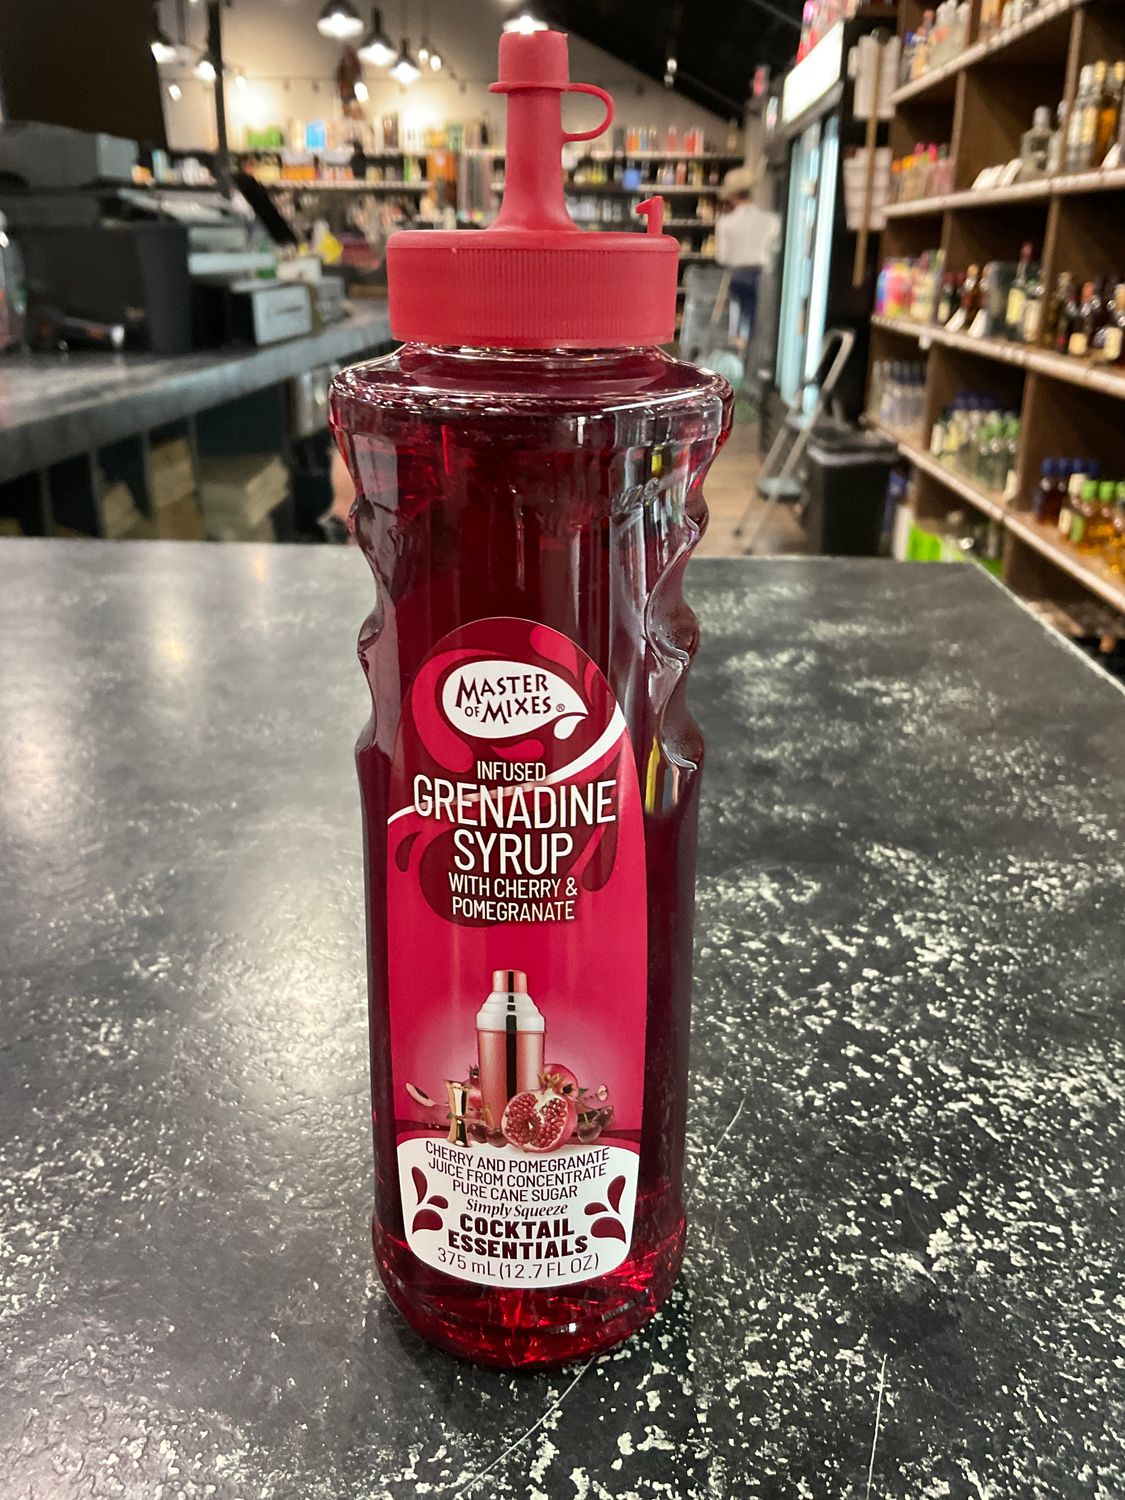 MASTER
OF MIXES®
INFUSED
GRENADINE
SYRUP
WITH CHERRY &
POMEGRANATE
CHERRY AND POMEGRANATE
JUICE FROM CONCENTRATE
PURE CANE SUGAR
Simply Squeeze
COCKTAIL
ESSENTIALS
375 mL (12.7 FL OZ)